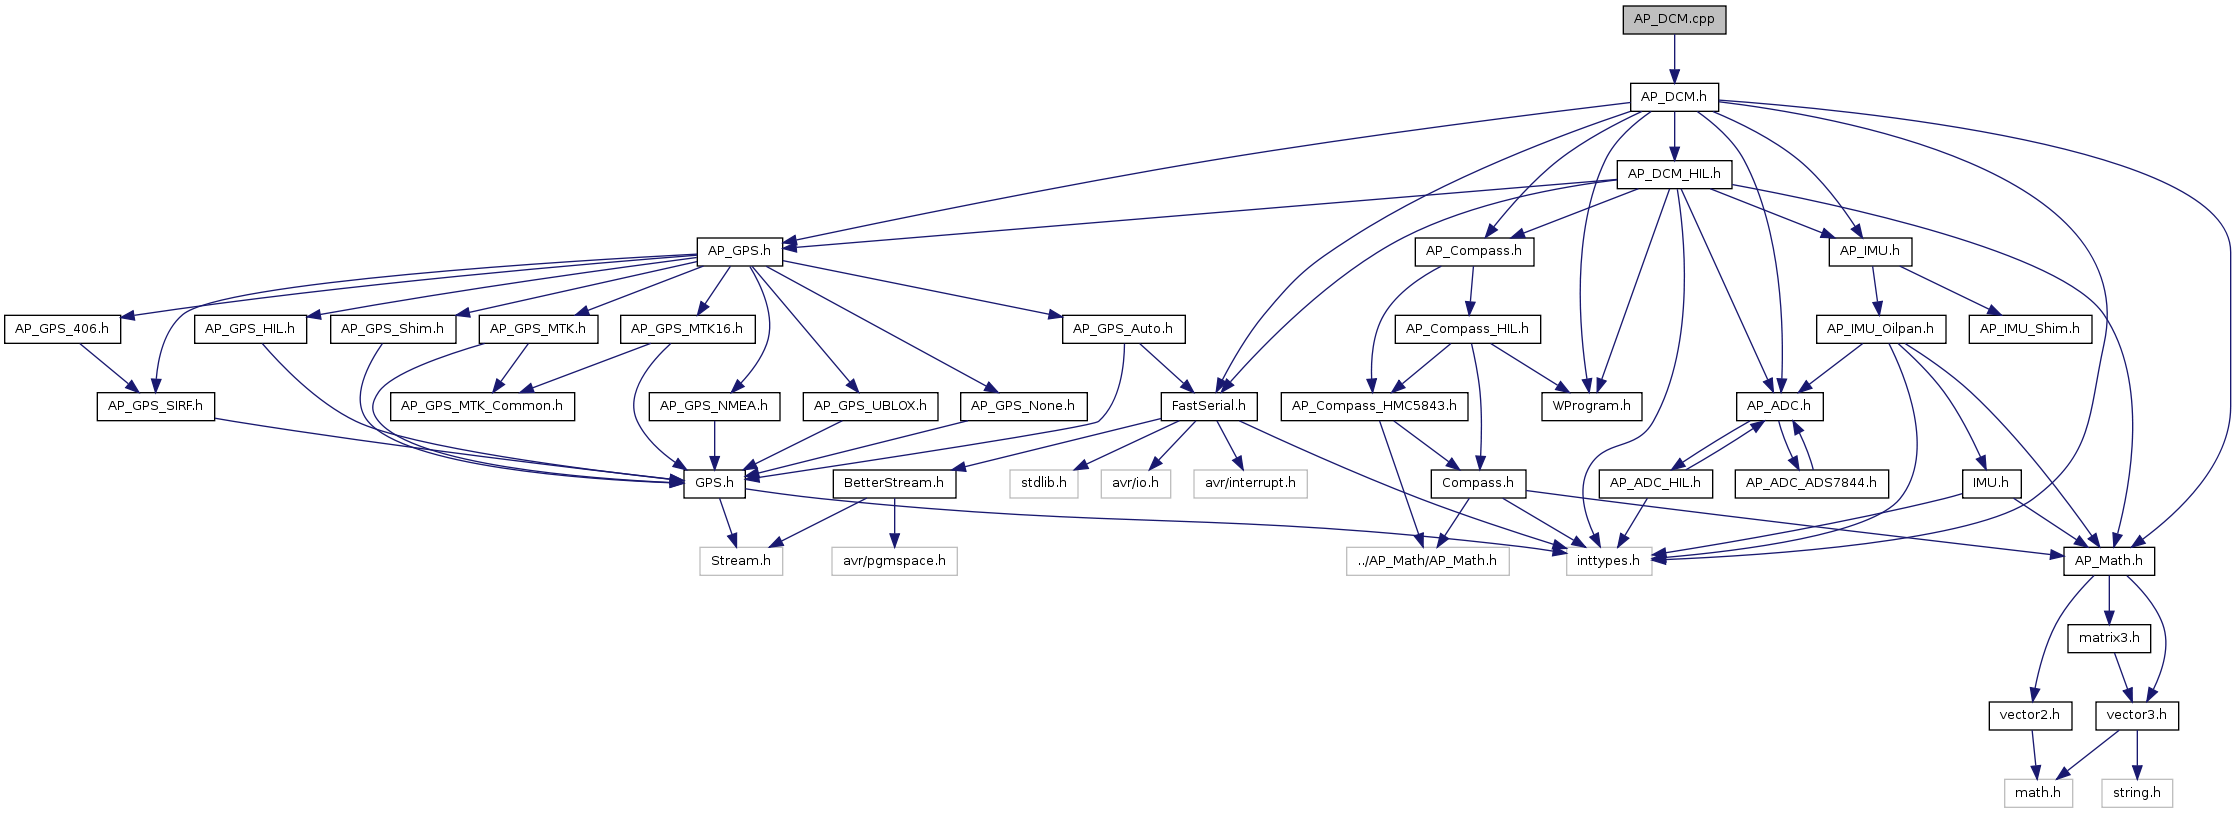 AP_DCM.cpp
AP_DCM.h
AP_DCM_HIL.h
AP_GPS.h
AP_Compass.h
AP_IMU.h
AP_GPS_406.h
AP_GPS_HIL.h
AP_GPS_Shim.h
AP_GPS_MTK.h
AP_GPS_MTK16.h
AP_GPS_Auto.h
AP_Compass_HIL.h
AP_IMU_Oilpan.h
AP_IMU_Shim.h
AP_GPS_SIRF.h
AP_GPS_MTK_Common.h
AP_GPS_NMEA.h
AP_GPS_UBLOX.h
AP_GPS_None.h
FastSerial.h
AP_Compass_HMC5843.h
WProgram.h
AP_ADC.h
GPS.h
BetterStream.h
stdlib.h
avr/io.h
avr/interrupt.h
Compass.h
AP_ADC_HIL.h
AP_ADC_ADS7844.h
IMU.h
Stream.h
avr/pgmspace.h
../AP_Math/AP_Math.h
inttypes.h
AP_Math.h
matrix3.h
vector2.h
vector3.h
math.h
string.h